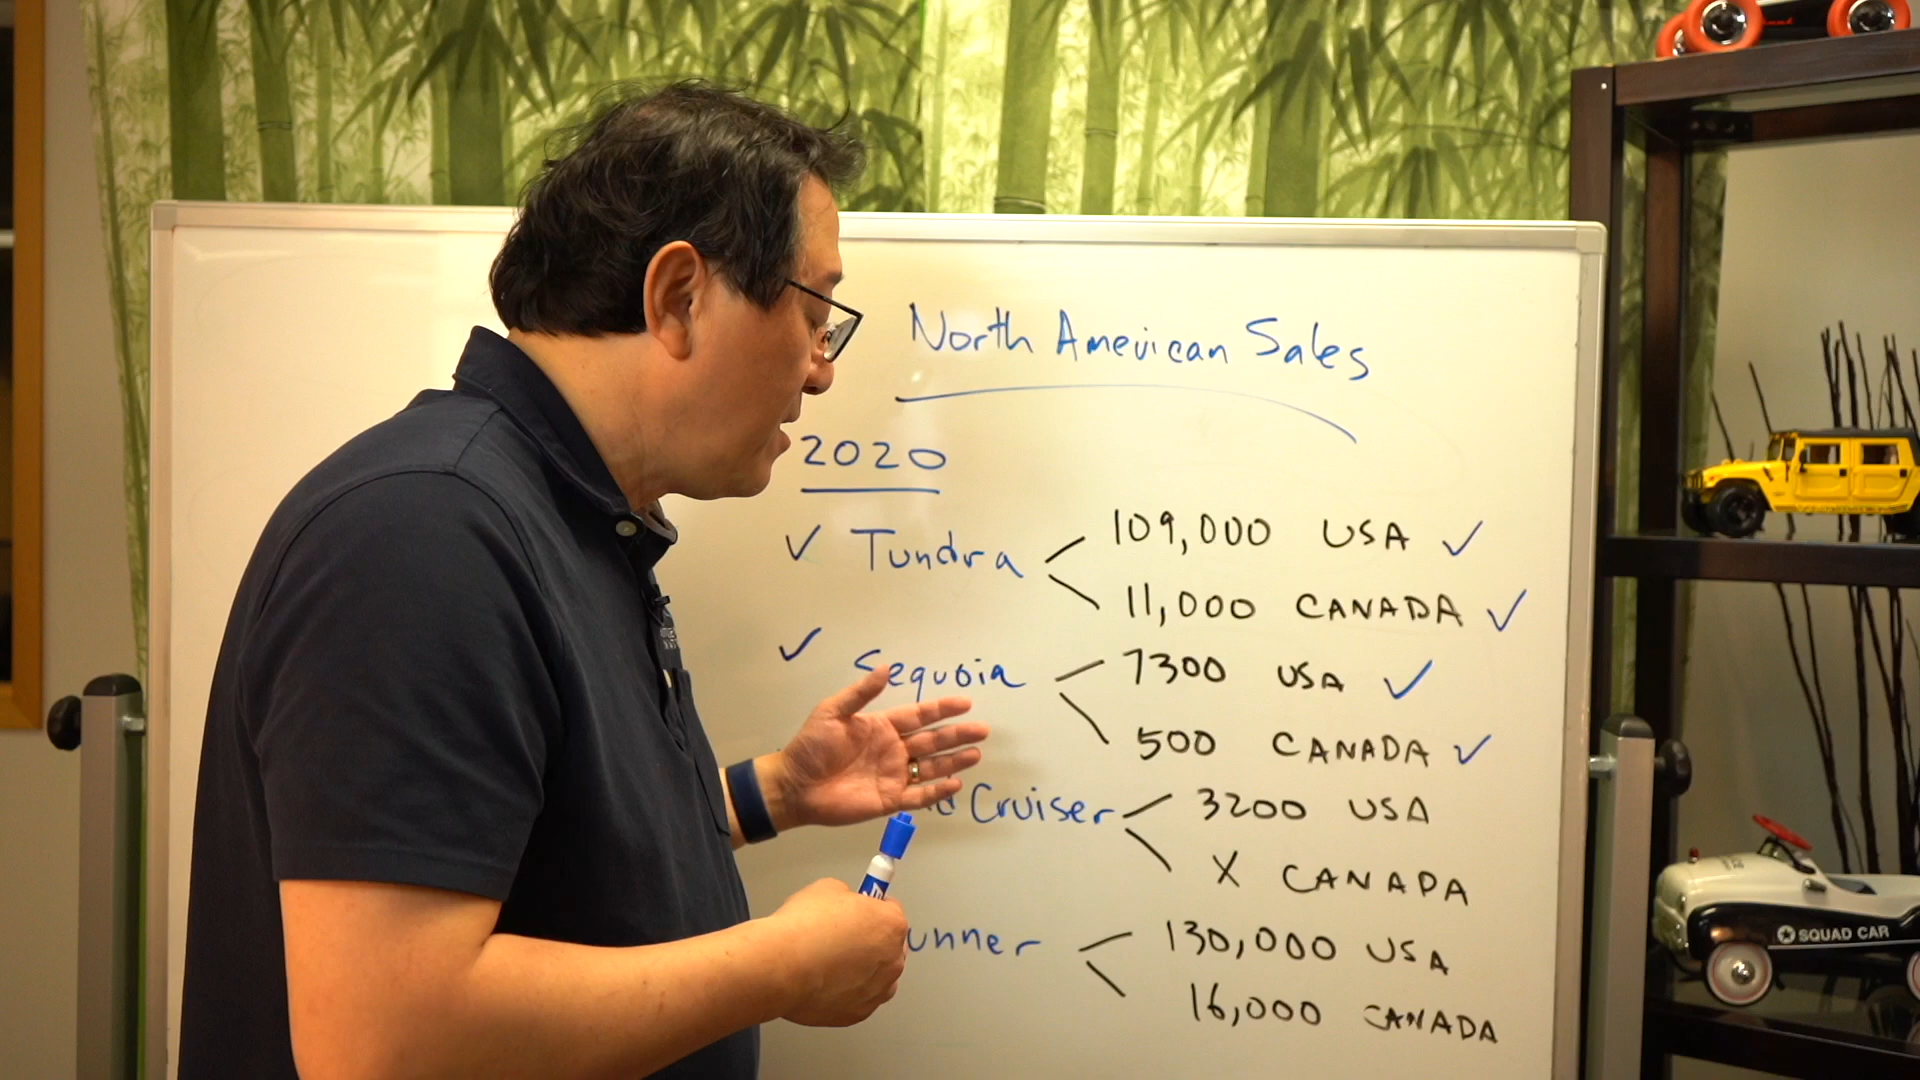 North American Sales
2020
✓ Tundra < 109,000 USA ✓
11,000 CANADA ✓
✓ Sequoia < 7300 USA ✓
500 CANADA ✓
Cruiser < 3200 USA
X CANADA
unner < 130,000 USA
16,000 CANADA
SQUAD CAR